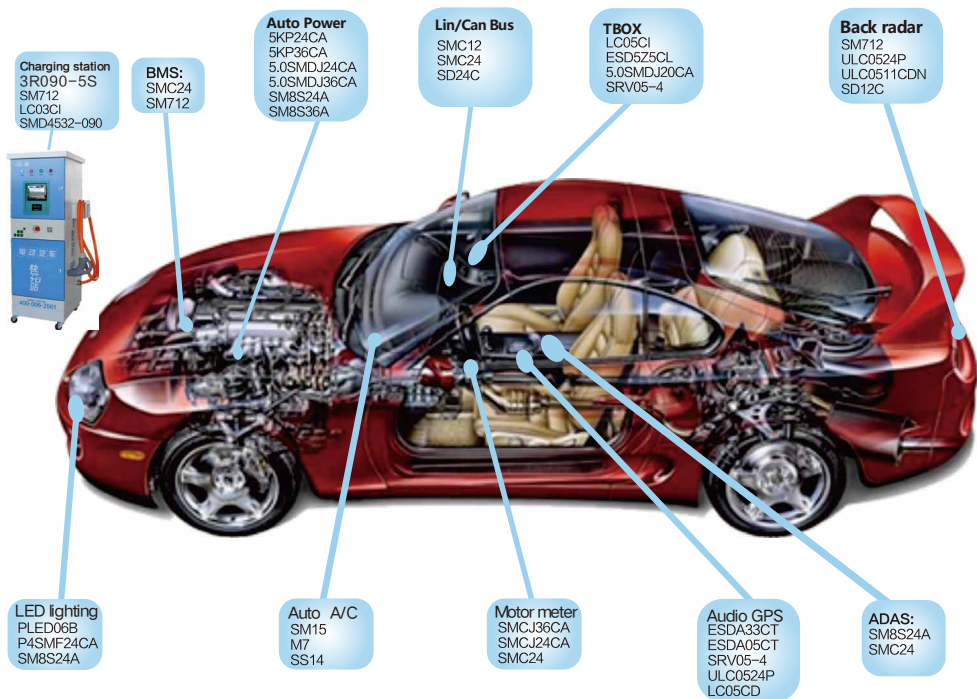 Charging station
3R090-5S
SM712
LC03CI
SMD4532-090
BMS:
SMC24
SM712
Auto Power
5KP24CA
5KP36CA
5.0SMDJ24CA
5.0SMDJ36CA
SM8S24A
SM8S36A
Lin/Can Bus
SMC12
SMC24
SD24C
TBOX
LC05CI
ESD5Z5CL
5.0SMDJ20CA
SRV05-4
Back radar
SM712
ULC0524P
ULC0511CDN
SD12C
LED lighting
PLED06B
P4SMF24CA
SM8S24A
Auto A/C
SM15
M7
SS14
Motor meter
SMCJ36CA
SMCJ24CA
SMC24
Audio GPS
ESDA33CT
ESDA05CT
SRV05-4
ULC0524P
LC05CD
ADAS:
SM8S24A
SMC24